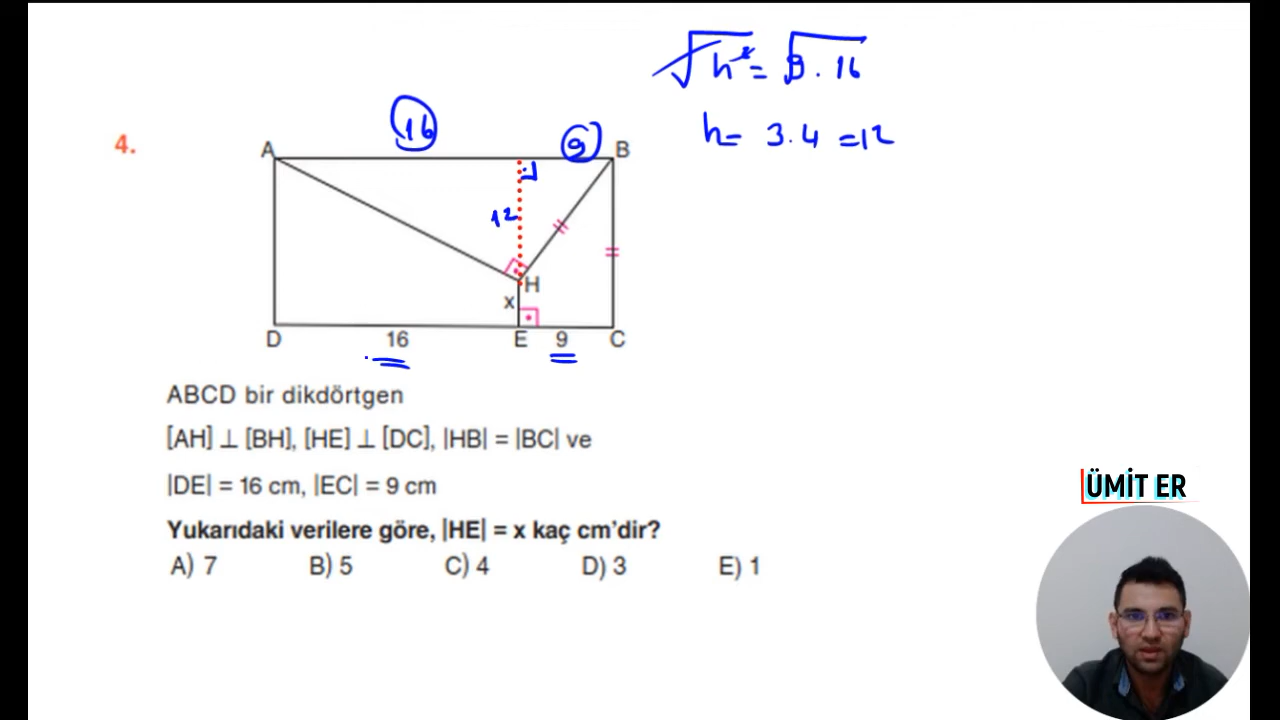 √h² = √9 . 16
h = 3.4 = 12
4.
16
9
A
B
12
H
x
D
16
E
9
C
ABCD bir dikdörtgen
[AH] ⊥ [BH], [HE] ⊥ [DC], |HB| = |BC| ve
|DE| = 16 cm, |EC| = 9 cm
Yukarıdaki verilere göre, |HE| = x kaç cm'dir?
A) 7 B) 5 C) 4 D) 3 E) 1
ÜMİT ER